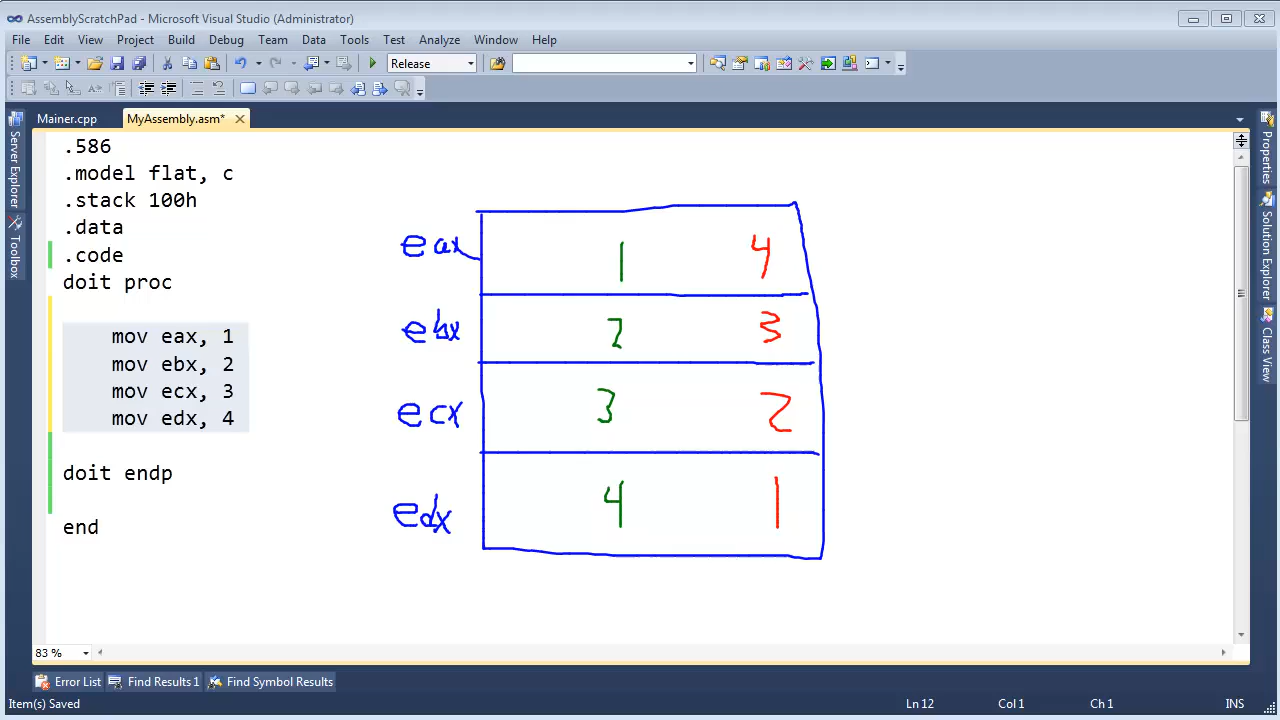 AssemblyScratchPad - Microsoft Visual Studio (Administrator)
File Edit View Project Build Debug Team Data Tools Test Analyze Window Help
Release
Mainer.cpp MyAssembly.asm*
Server Explorer
Toolbox
.586
.model flat, c
.stack 100h
.data
.code
doit proc
mov eax, 1
mov ebx, 2
mov ecx, 3
mov edx, 4
doit endp
end
eax 1 4
ebx 2 3
ecx 3 2
edx 4 1
Properties
Solution Explorer
Class View
83 %
Error List Find Results 1 Find Symbol Results
Item(s) Saved Ln 12 Col 1 Ch 1 INS